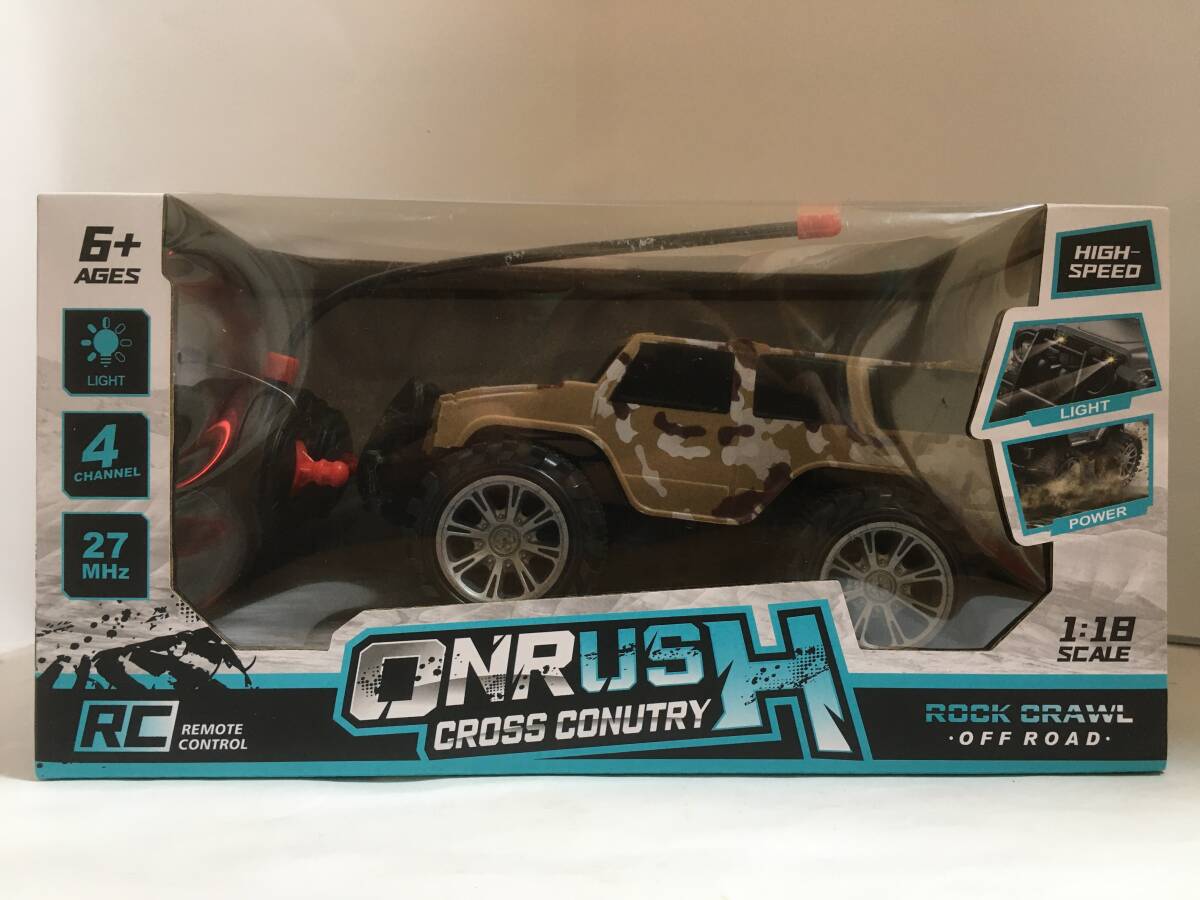 6+
AGES
LIGHT
4
CHANNEL
27
MHz
RC
REMOTE
CONTROL
ONRUSH
CROSS CONUTRY
HIGH-
SPEED
LIGHT
POWER
1:18
SCALE
ROCK CRAWL
·OFF ROAD·